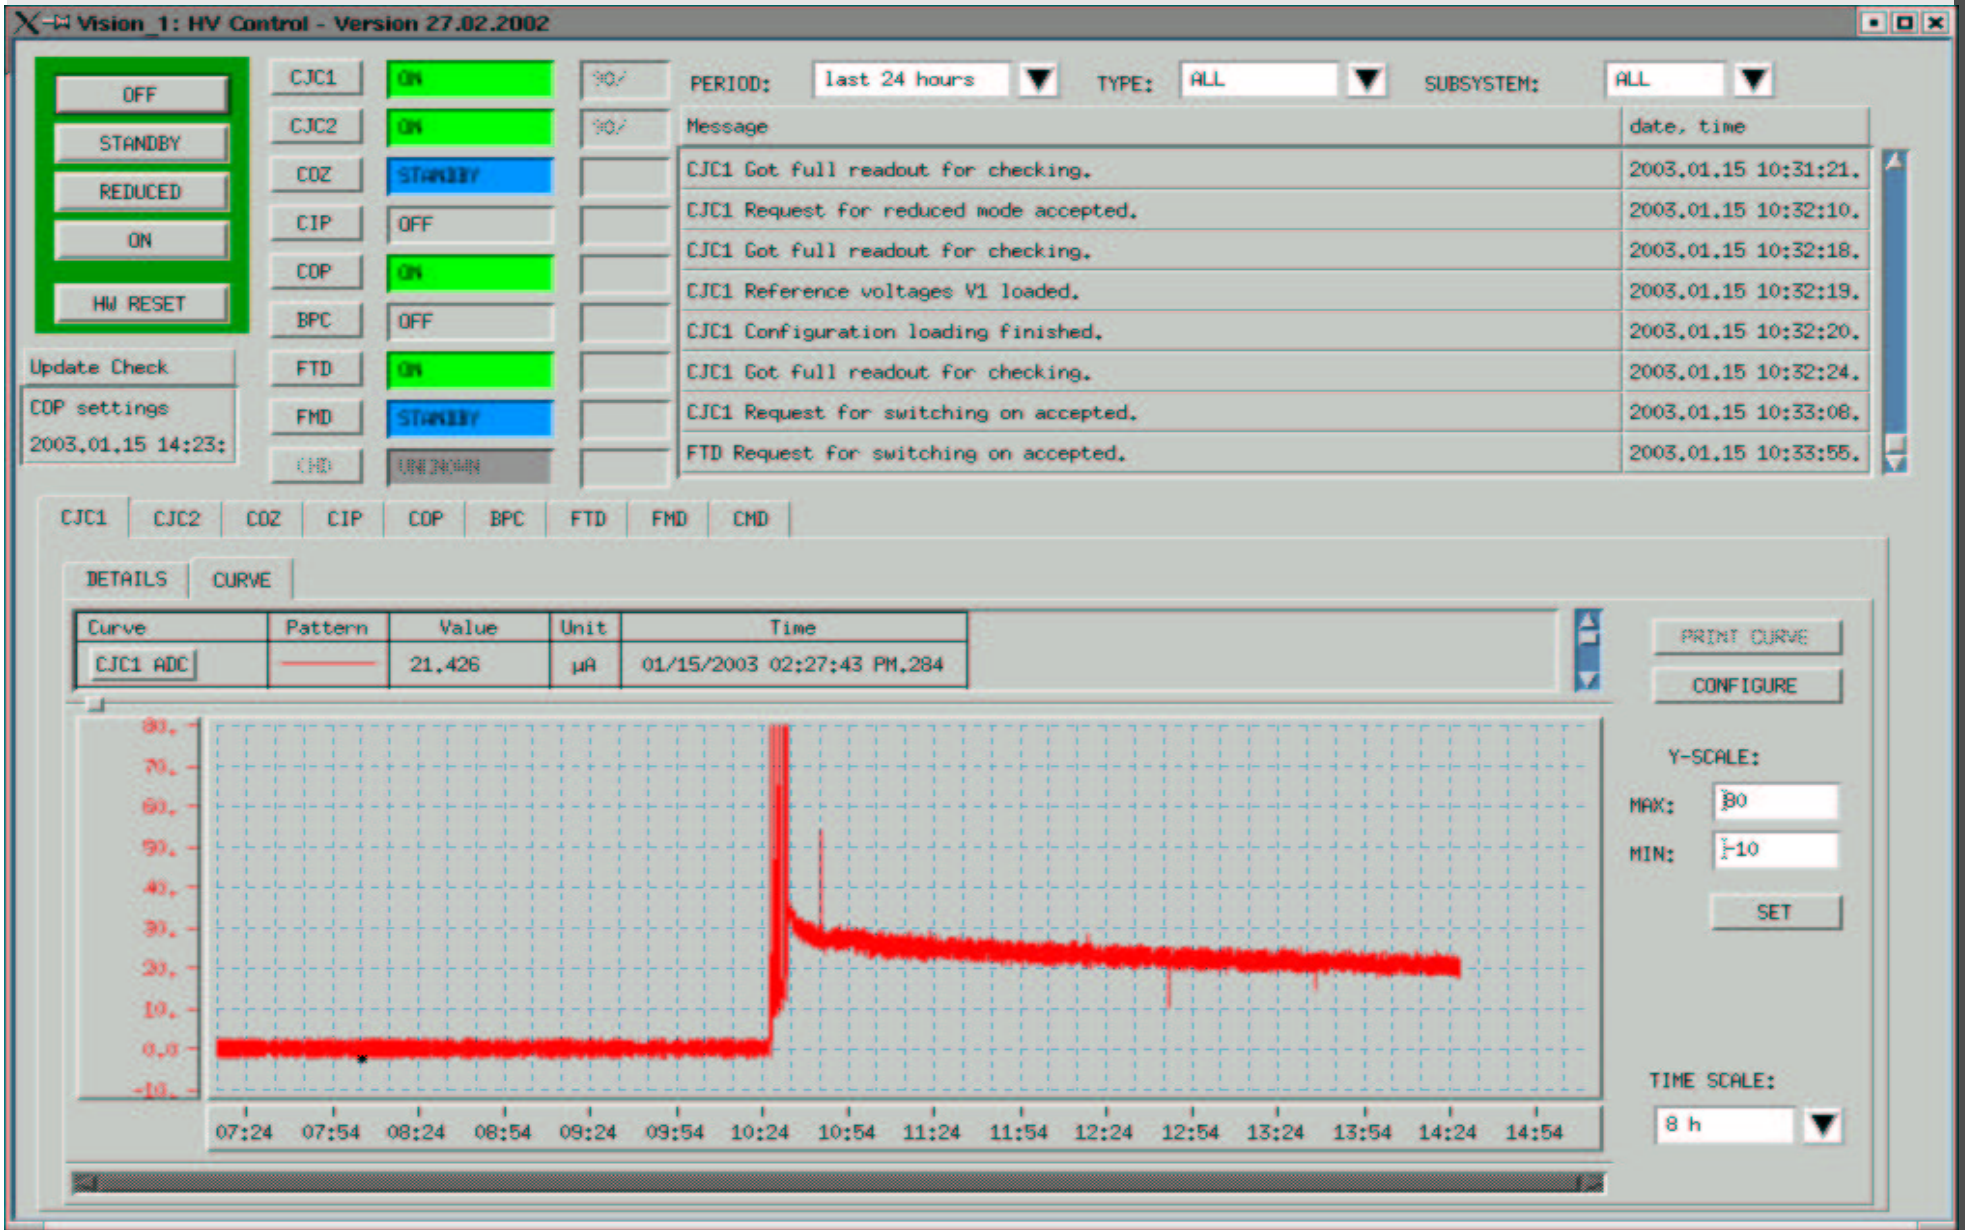 Vision_1: HV Control - Version 27.02.2002
OFF
STANDBY
REDUCED
ON
HW RESET
Update Check
COP settings
2003.01.15 14:23:
CJC1 ON 90/
CJC2 ON 90/
COZ STANDBY
CIP OFF
COP ON
BPC OFF
FTD ON
FMD STANDBY
CMD UNKNOWN
PERIOD: last 24 hours TYPE: ALL SUBSYSTEM: ALL
Message date, time
CJC1 Got full readout for checking. 2003.01.15 10:31:21.
CJC1 Request for reduced mode accepted. 2003.01.15 10:32:10.
CJC1 Got full readout for checking. 2003.01.15 10:32:18.
CJC1 Reference voltages V1 loaded. 2003.01.15 10:32:19.
CJC1 Configuration loading finished. 2003.01.15 10:32:20.
CJC1 Got full readout for checking. 2003.01.15 10:32:24.
CJC1 Request for switching on accepted. 2003.01.15 10:33:08.
FTD Request for switching on accepted. 2003.01.15 10:33:55.
CJC1 CJC2 COZ CIP COP BPC FTD FMD CMD
DETAILS CURVE
Curve Pattern Value Unit Time
CJC1 ADC 21.426 µA 01/15/2003 02:27:43 PM.284
PRINT CURVE
CONFIGURE
Y-SCALE:
MAX: 80
MIN: -10
SET
TIME SCALE:
8 h
80.
70.
60.
50.
40.
30.
20.
10.
0.0
-10.
07:24 07:54 08:24 08:54 09:24 09:54 10:24 10:54 11:24 11:54 12:24 12:54 13:24 13:54 14:24 14:54